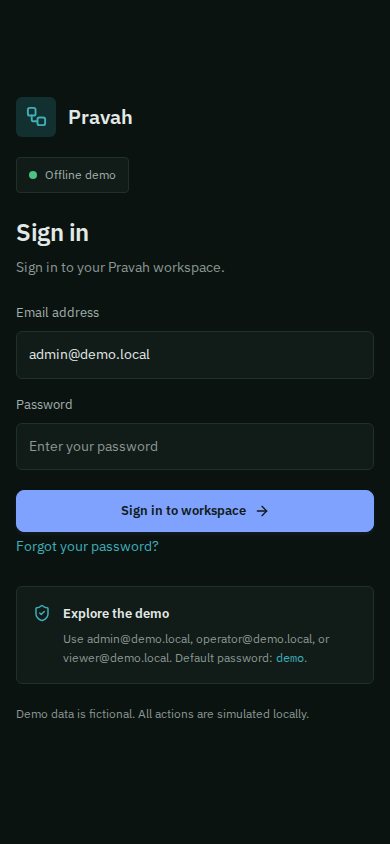 Pravah
Offline demo
Sign in
Sign in to your Pravah workspace.
Email address
admin@demo.local
Password
Enter your password
Sign in to workspace
Forgot your password?
Explore the demo
Use admin@demo.local, operator@demo.local, or
viewer@demo.local. Default password: demo.
Demo data is fictional. All actions are simulated locally.